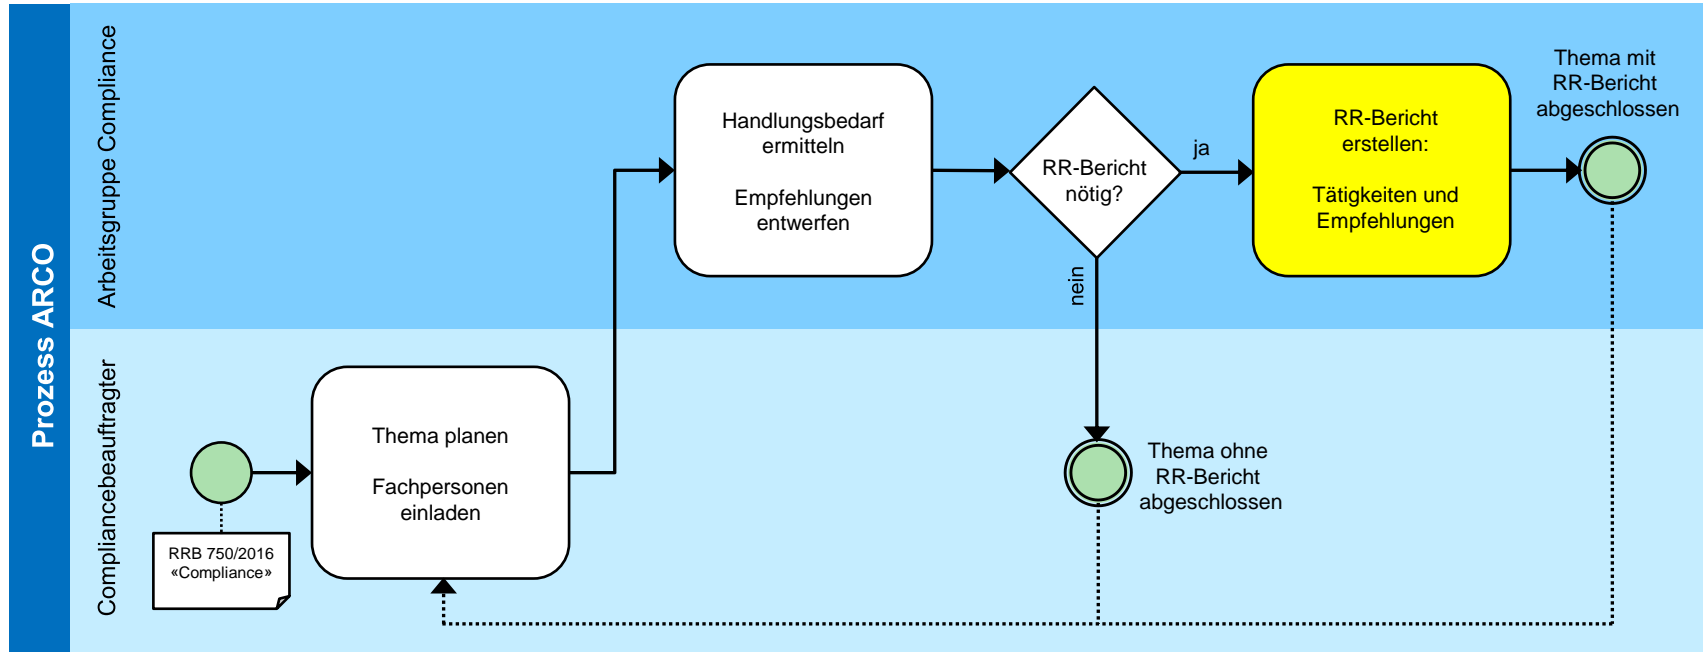 Prozess ARCO
Arbeitsgruppe Compliance
Handlungsbedarf
ermitteln
Empfehlungen
entwerfen
RR-Bericht
nötig?
ja
nein
RR-Bericht
erstellen:
Tätigkeiten und
Empfehlungen
Thema mit
RR-Bericht
abgeschlossen
Compliancebeauftragter
RRB 750/2016
«Compliance»
Thema planen
Fachpersonen
einladen
Thema ohne
RR-Bericht
abgeschlossen